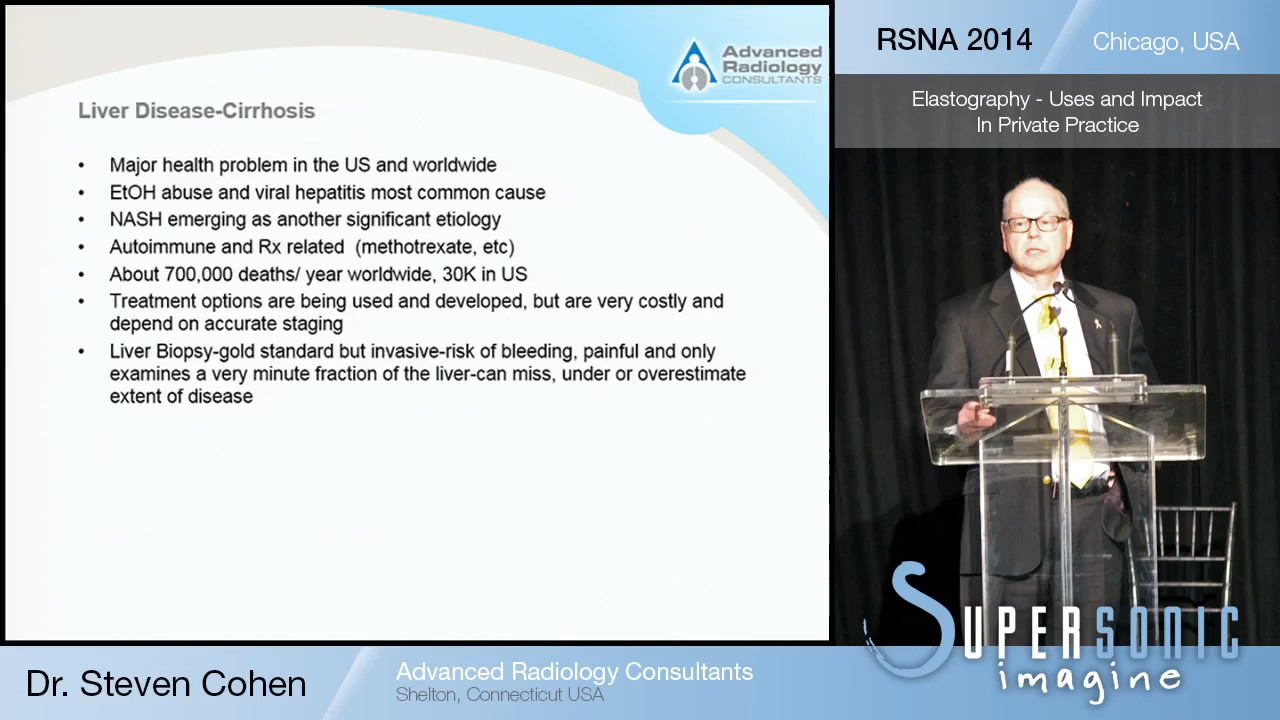 Advanced
Radiology
CONSULTANTS
Liver Disease-Cirrhosis
• Major health problem in the US and worldwide
• EtOH abuse and viral hepatitis most common cause
• NASH emerging as another significant etiology
• Autoimmune and Rx related (methotrexate, etc)
• About 700,000 deaths/ year worldwide, 30K in US
• Treatment options are being used and developed, but are very costly and
depend on accurate staging
• Liver Biopsy-gold standard but invasive-risk of bleeding, painful and only
examines a very minute fraction of the liver-can miss, under or overestimate
extent of disease
RSNA 2014 Chicago, USA
Elastography - Uses and Impact
In Private Practice
SUPERSONIC
imagine
Dr. Steven Cohen
Advanced Radiology Consultants
Shelton, Connecticut USA